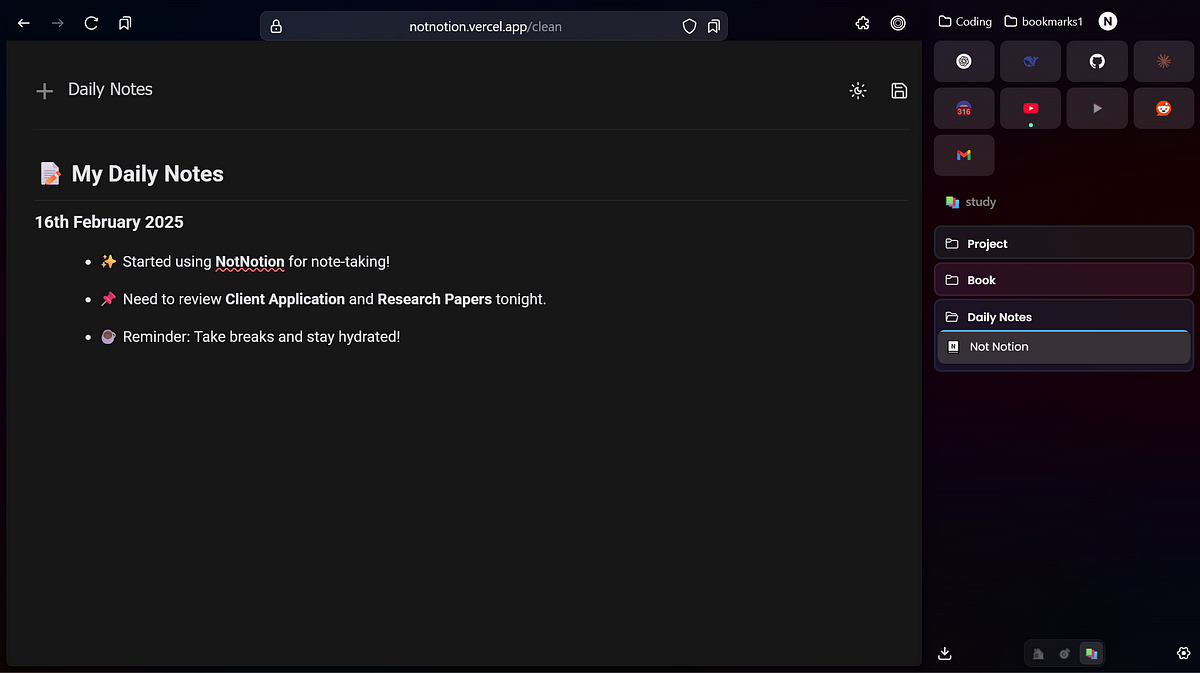 notnotion.vercel.app/clean
Coding bookmarks1 N
Daily Notes
316
My Daily Notes
16th February 2025
• ✨ Started using NotNotion for note-taking!
• 📌 Need to review Client Application and Research Papers tonight.
• ☕ Reminder: Take breaks and stay hydrated!
study
Project
Book
Daily Notes
N Not Notion